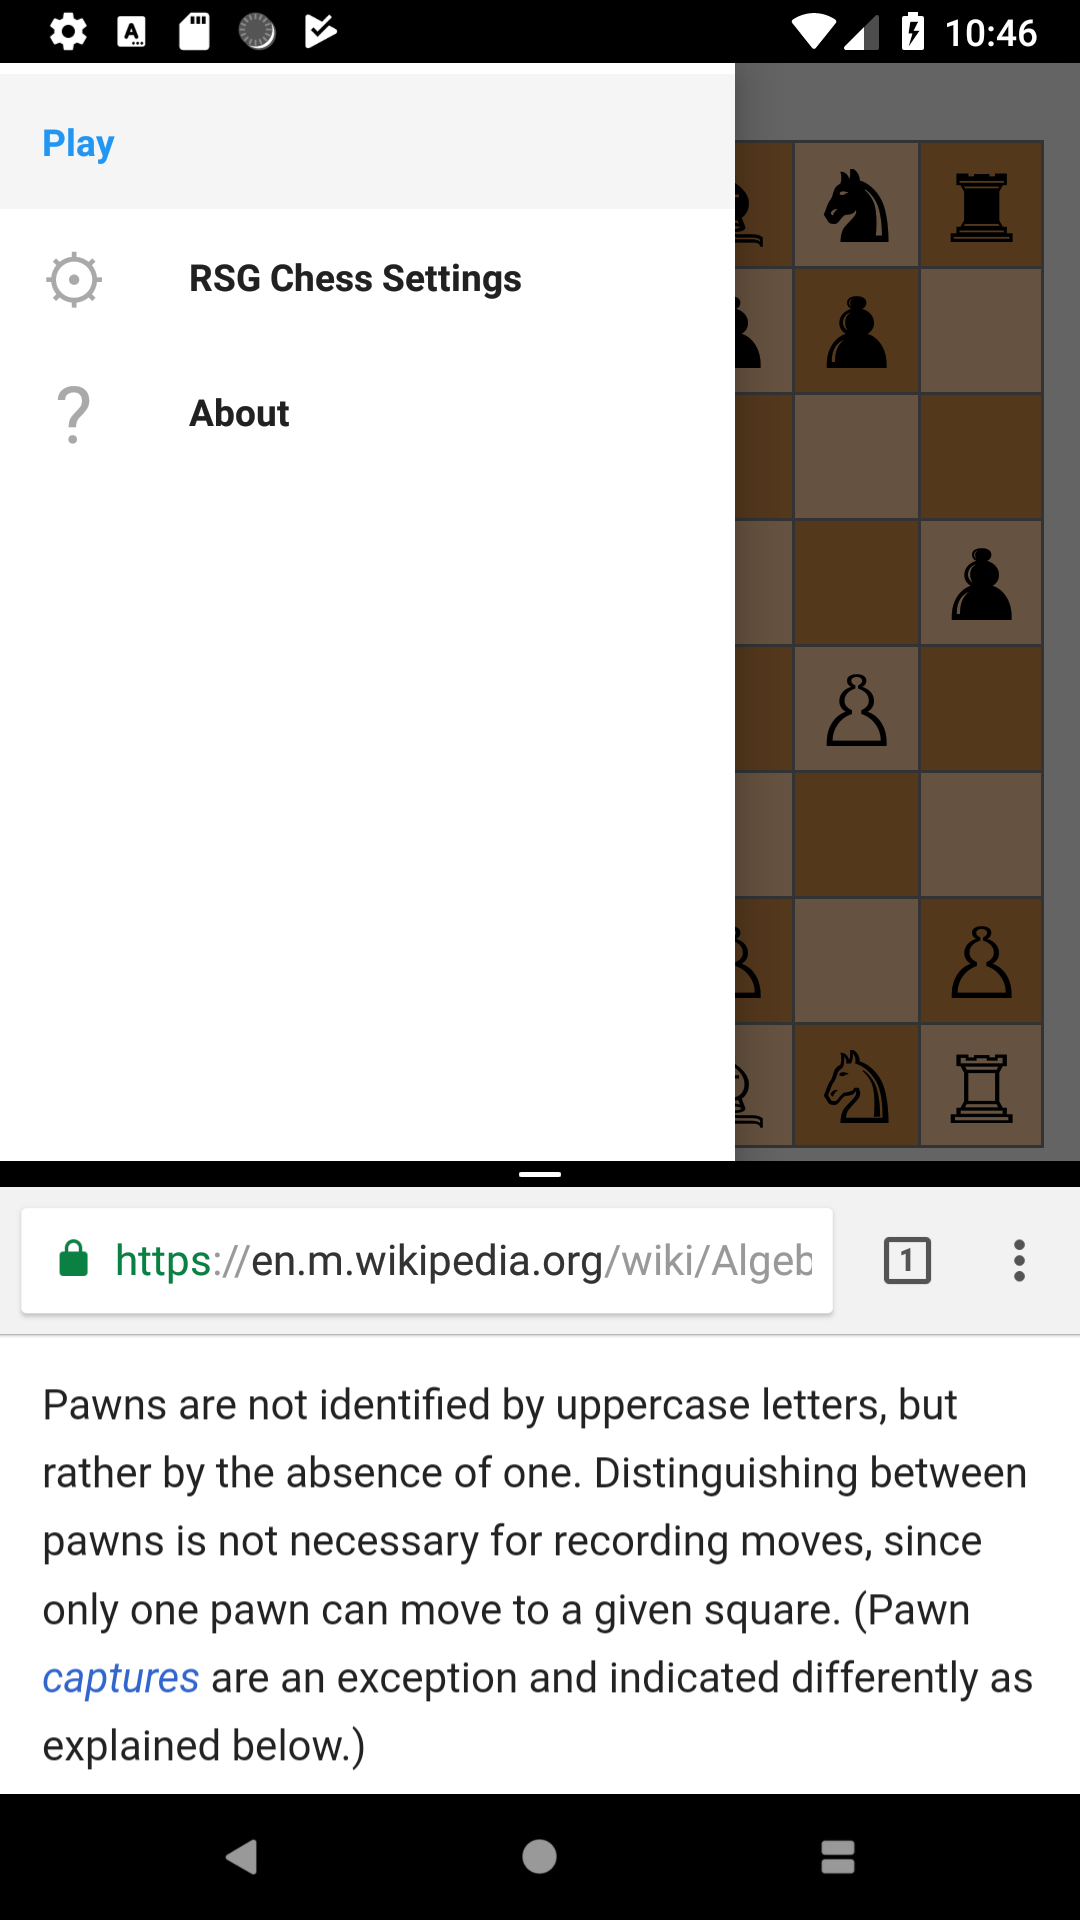 10:46
Play
RSG Chess Settings
About
https://en.m.wikipedia.org/wiki/Algeb
1
Pawns are not identified by uppercase letters, but
rather by the absence of one. Distinguishing between
pawns is not necessary for recording moves, since
only one pawn can move to a given square. (Pawn
captures are an exception and indicated differently as
explained below.)